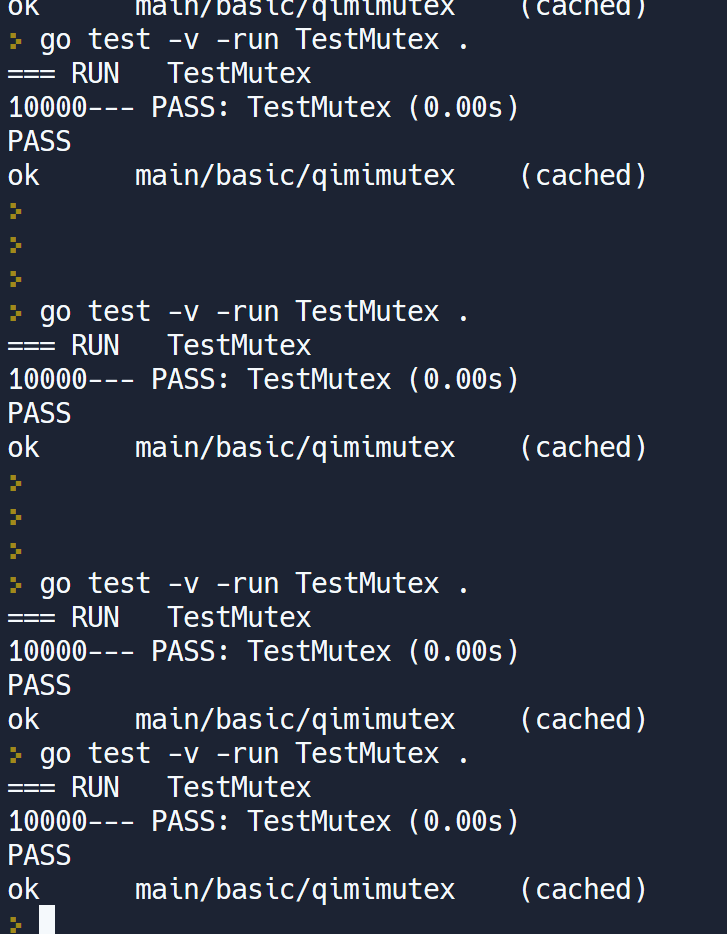 ok      main/basic/qimimutex    (cached)
> go test -v -run TestMutex .
=== RUN   TestMutex
10000--- PASS: TestMutex (0.00s)
PASS
ok      main/basic/qimimutex    (cached)
>
>
>
> go test -v -run TestMutex .
=== RUN   TestMutex
10000--- PASS: TestMutex (0.00s)
PASS
ok      main/basic/qimimutex    (cached)
>
>
>
> go test -v -run TestMutex .
=== RUN   TestMutex
10000--- PASS: TestMutex (0.00s)
PASS
ok      main/basic/qimimutex    (cached)
> go test -v -run TestMutex .
=== RUN   TestMutex
10000--- PASS: TestMutex (0.00s)
PASS
ok      main/basic/qimimutex    (cached)
>